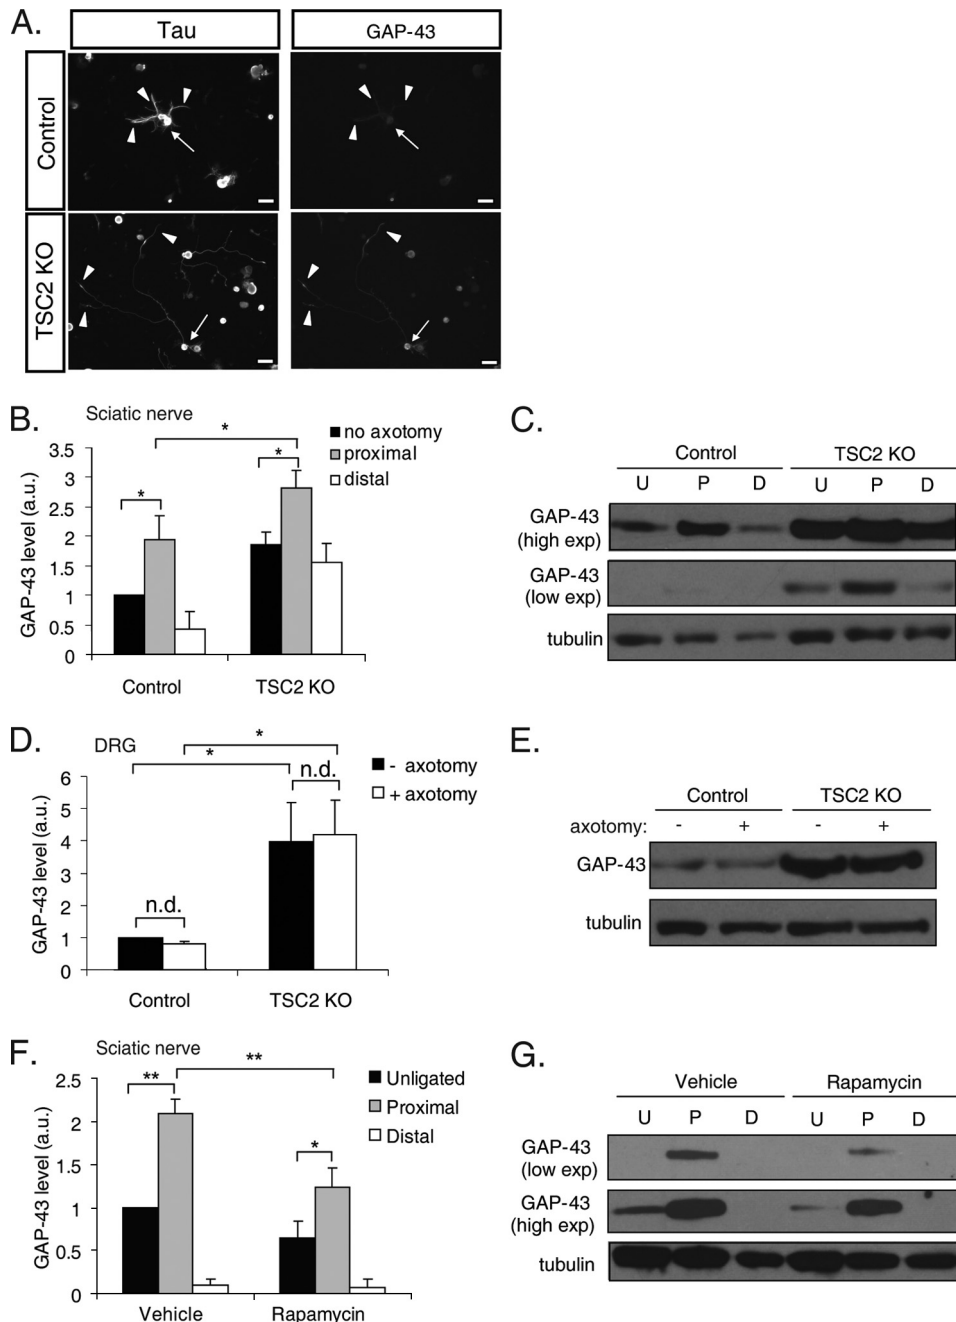 A.
Tau
GAP-43
Control
TSC2 KO
B.
Sciatic nerve
no axotomy
proximal
distal
*
*
*
GAP-43 level (a.u.)
3.5
3
2.5
2
1.5
1
0.5
0
Control
TSC2 KO
C.
Control
TSC2 KO
U
P
D
U
P
D
GAP-43
(high exp)
GAP-43
(low exp)
tubulin
D.
DRG
- axotomy
+ axotomy
*
*
n.d.
n.d.
GAP-43 level (a.u.)
6
5
4
3
2
1
0
Control
TSC2 KO
E.
Control
TSC2 KO
axotomy:
-
+
-
+
GAP-43
tubulin
F.
Sciatic nerve
Unligated
Proximal
Distal
**
**
*
GAP-43 level (a.u.)
2.5
2
1.5
1
0.5
0
Vehicle
Rapamycin
G.
Vehicle
Rapamycin
U
P
D
U
P
D
GAP-43
(low exp)
GAP-43
(high exp)
tubulin